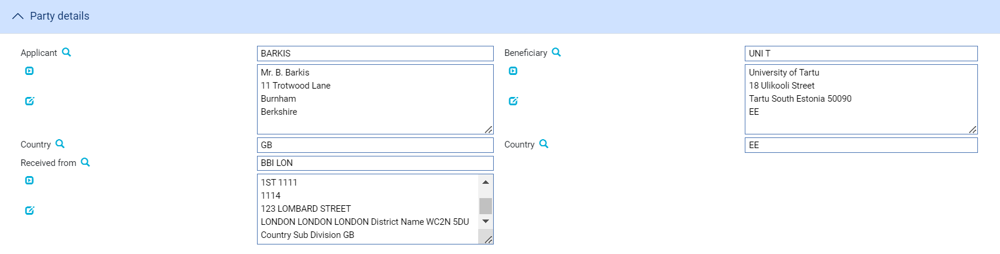 Party details
Applicant
BARKIS
Mr. B. Barkis
11 Trotwood Lane
Burnham
Berkshire
Country
GB
Received from
BBI LON
1ST 1111
1114
123 LOMBARD STREET
LONDON LONDON LONDON District Name WC2N 5DU
Country Sub Division GB
Beneficiary
UNI T
University of Tartu
18 Ulikooli Street
Tartu South Estonia 50090
EE
Country
EE